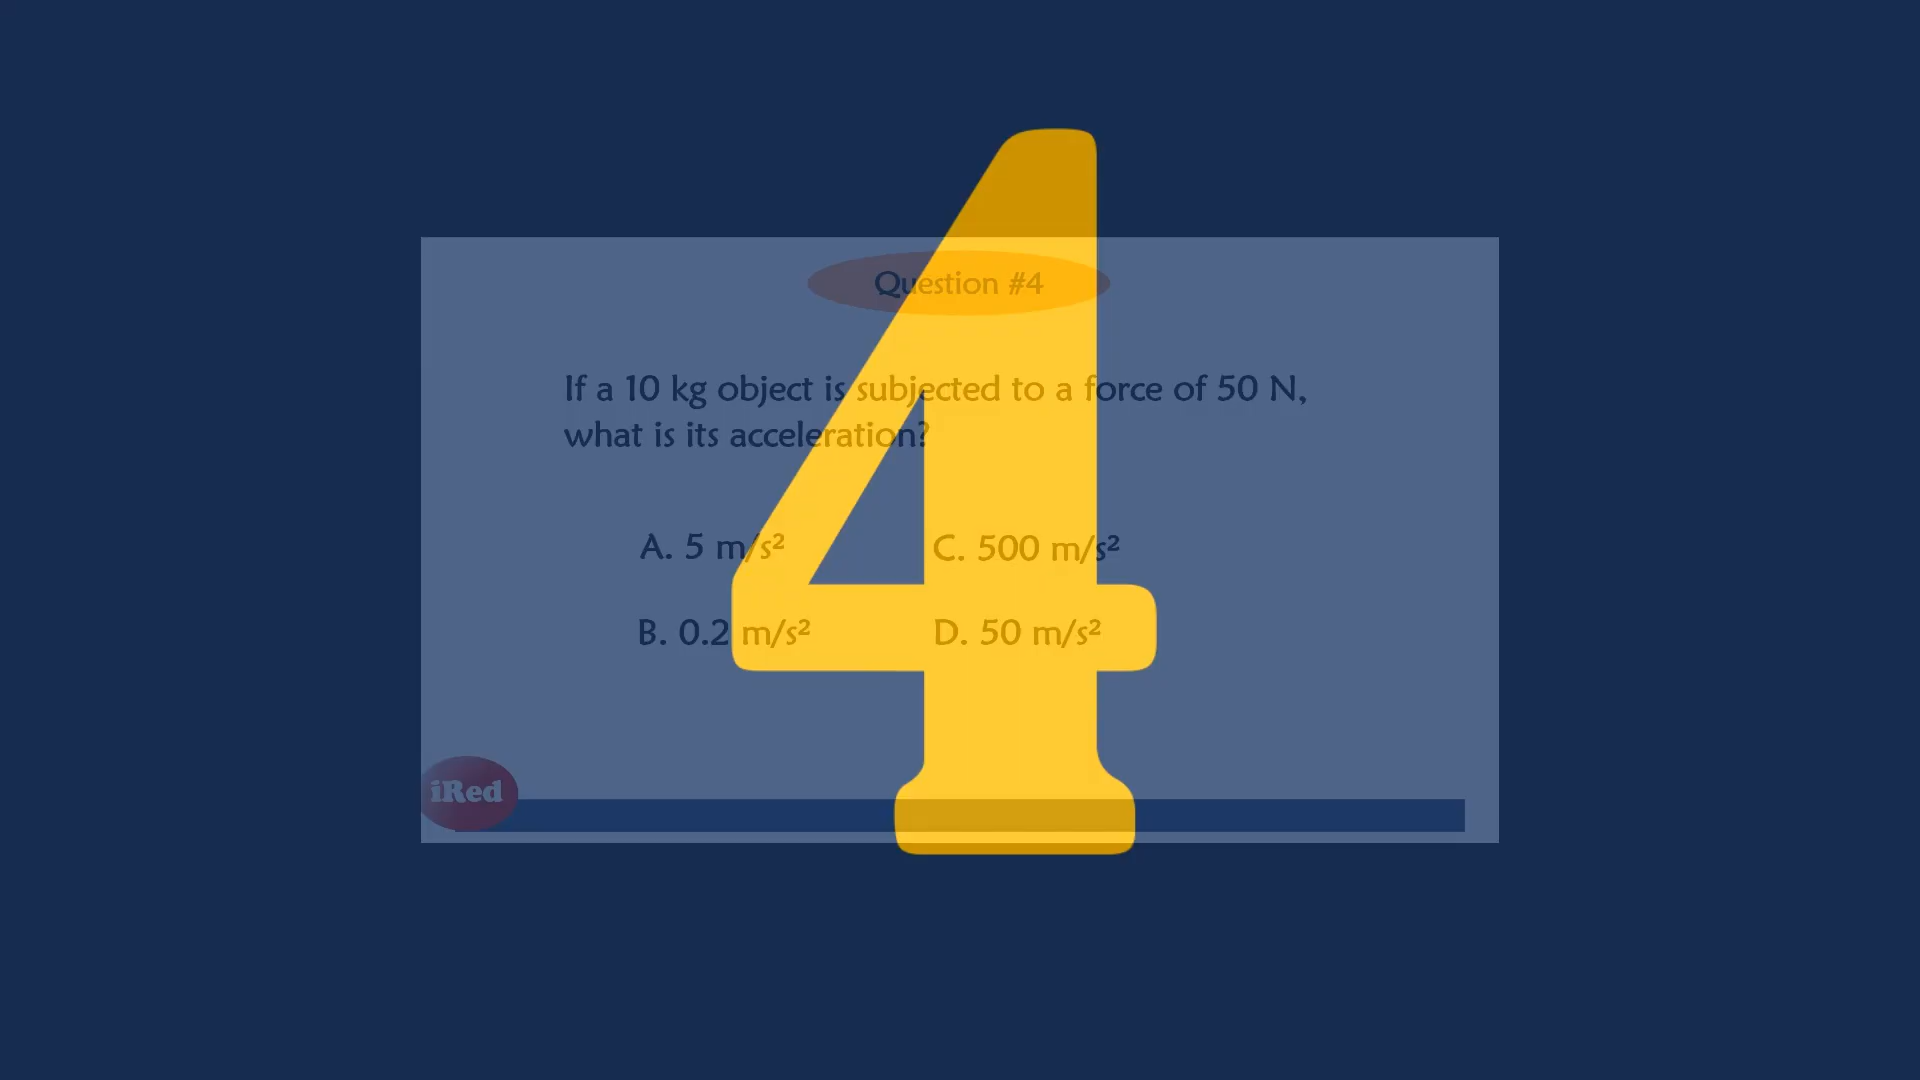 4
Question #4
If a 10 kg object is subjected to a force of 50 N,
what is its acceleration?
A. 5 m/s²
C. 500 m/s²
B. 0.2 m/s²
D. 50 m/s²
iRed